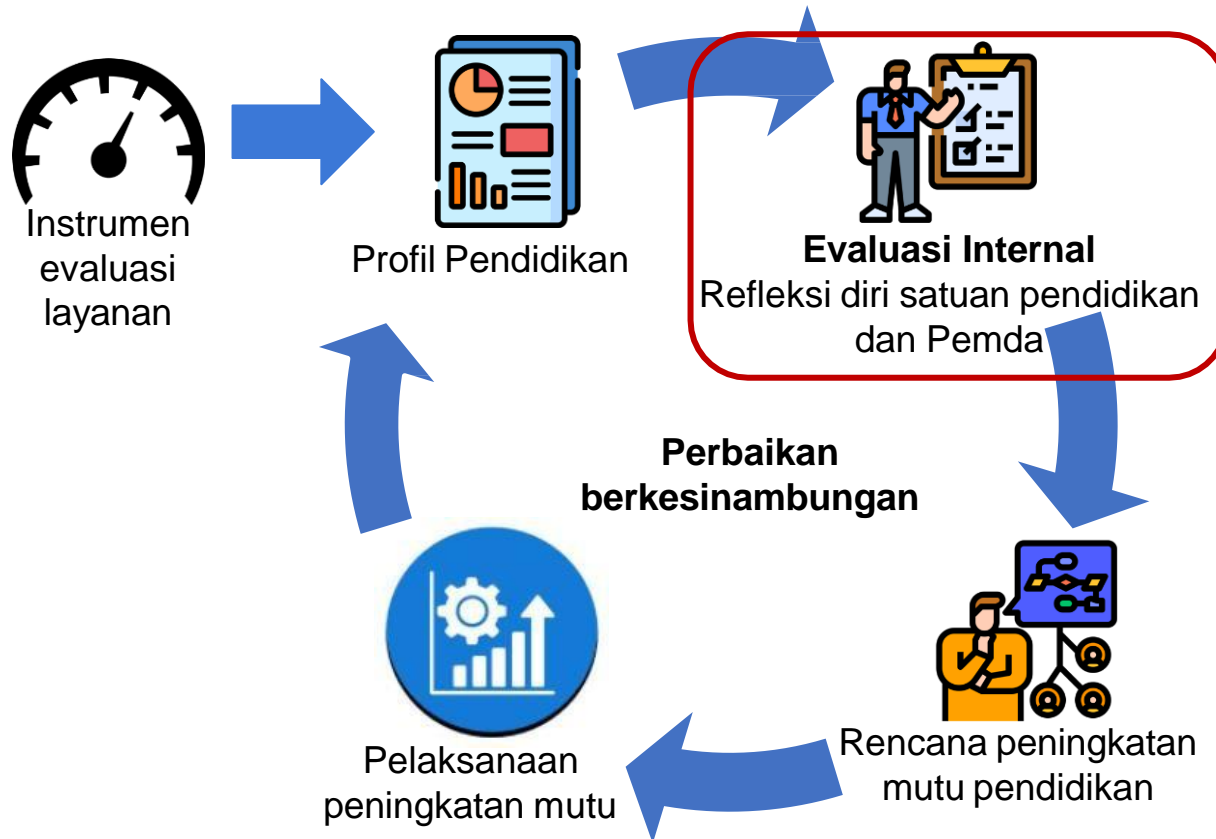 Instrumen
evaluasi
layanan
Profil Pendidikan
Evaluasi Internal
Refleksi diri satuan pendidikan
dan Pemda
Perbaikan
berkesinambungan
Rencana peningkatan
mutu pendidikan
Pelaksanaan
peningkatan mutu